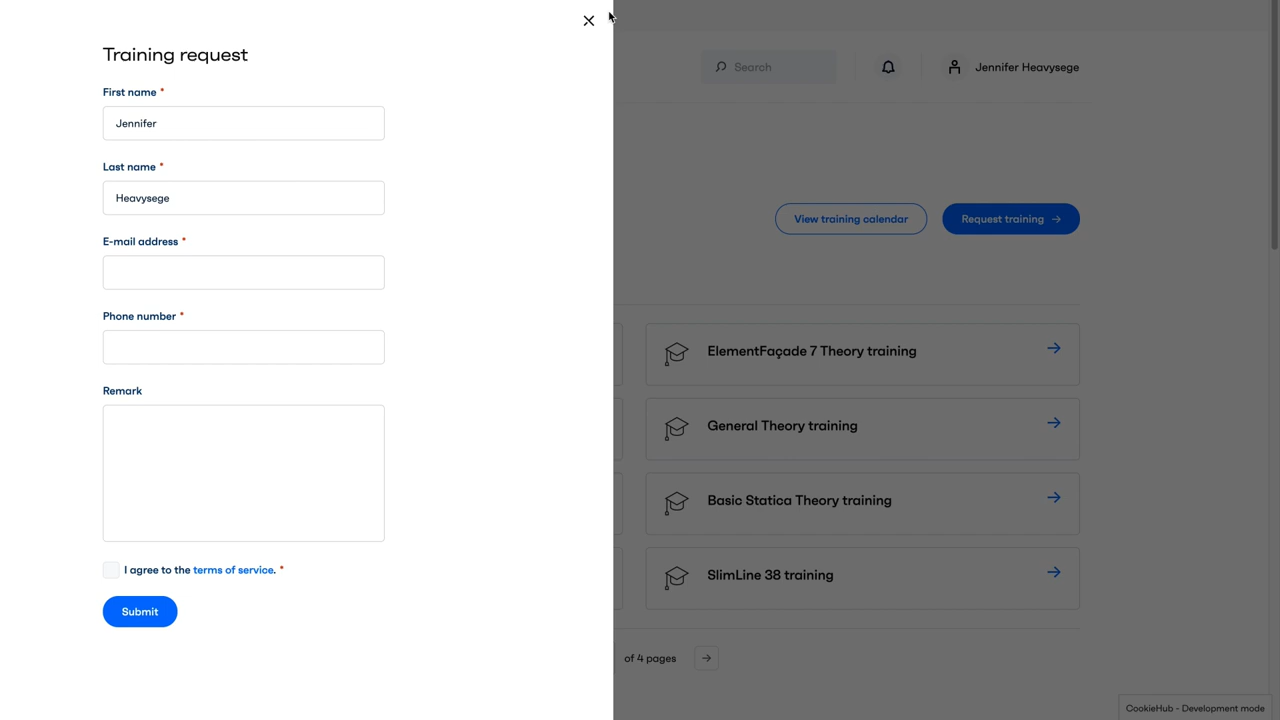 Training request
First name *
Jennifer
Last name *
Heavysege
E-mail address *
Phone number *
Remark
I agree to the terms of service. *
Submit
Search
Jennifer Heavysege
View training calendar
Request training
ElementFaçade 7 Theory training
General Theory training
Basic Statica Theory training
SlimLine 38 training
of 4 pages
CookieHub - Development mode